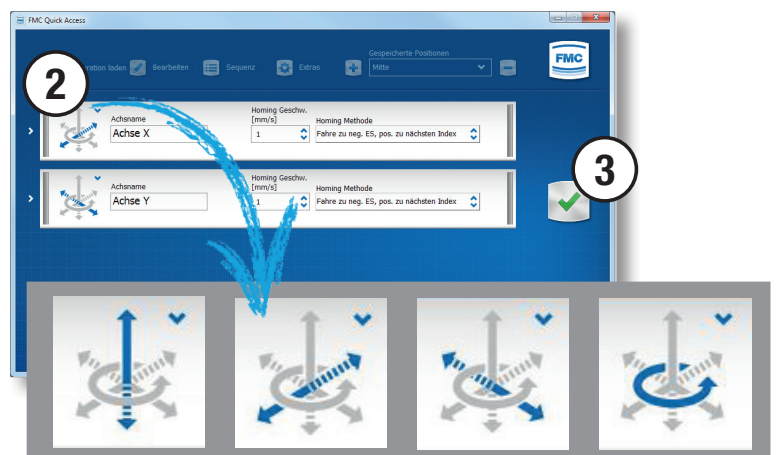 FMC Quick Access
2
ration laden Bearbeiten Sequenz Extras
Gespeicherte Positionen
Mitte
FMC
Achsname
Achse X
Homing Geschw.
[mm/s]
1
Homing Methode
Fahre zu neg. ES, pos. zu nächsten Index
3
Achsname
Achse Y
Homing Geschw.
[mm/s]
1
Homing Methode
Fahre zu neg. ES, pos. zu nächsten Index